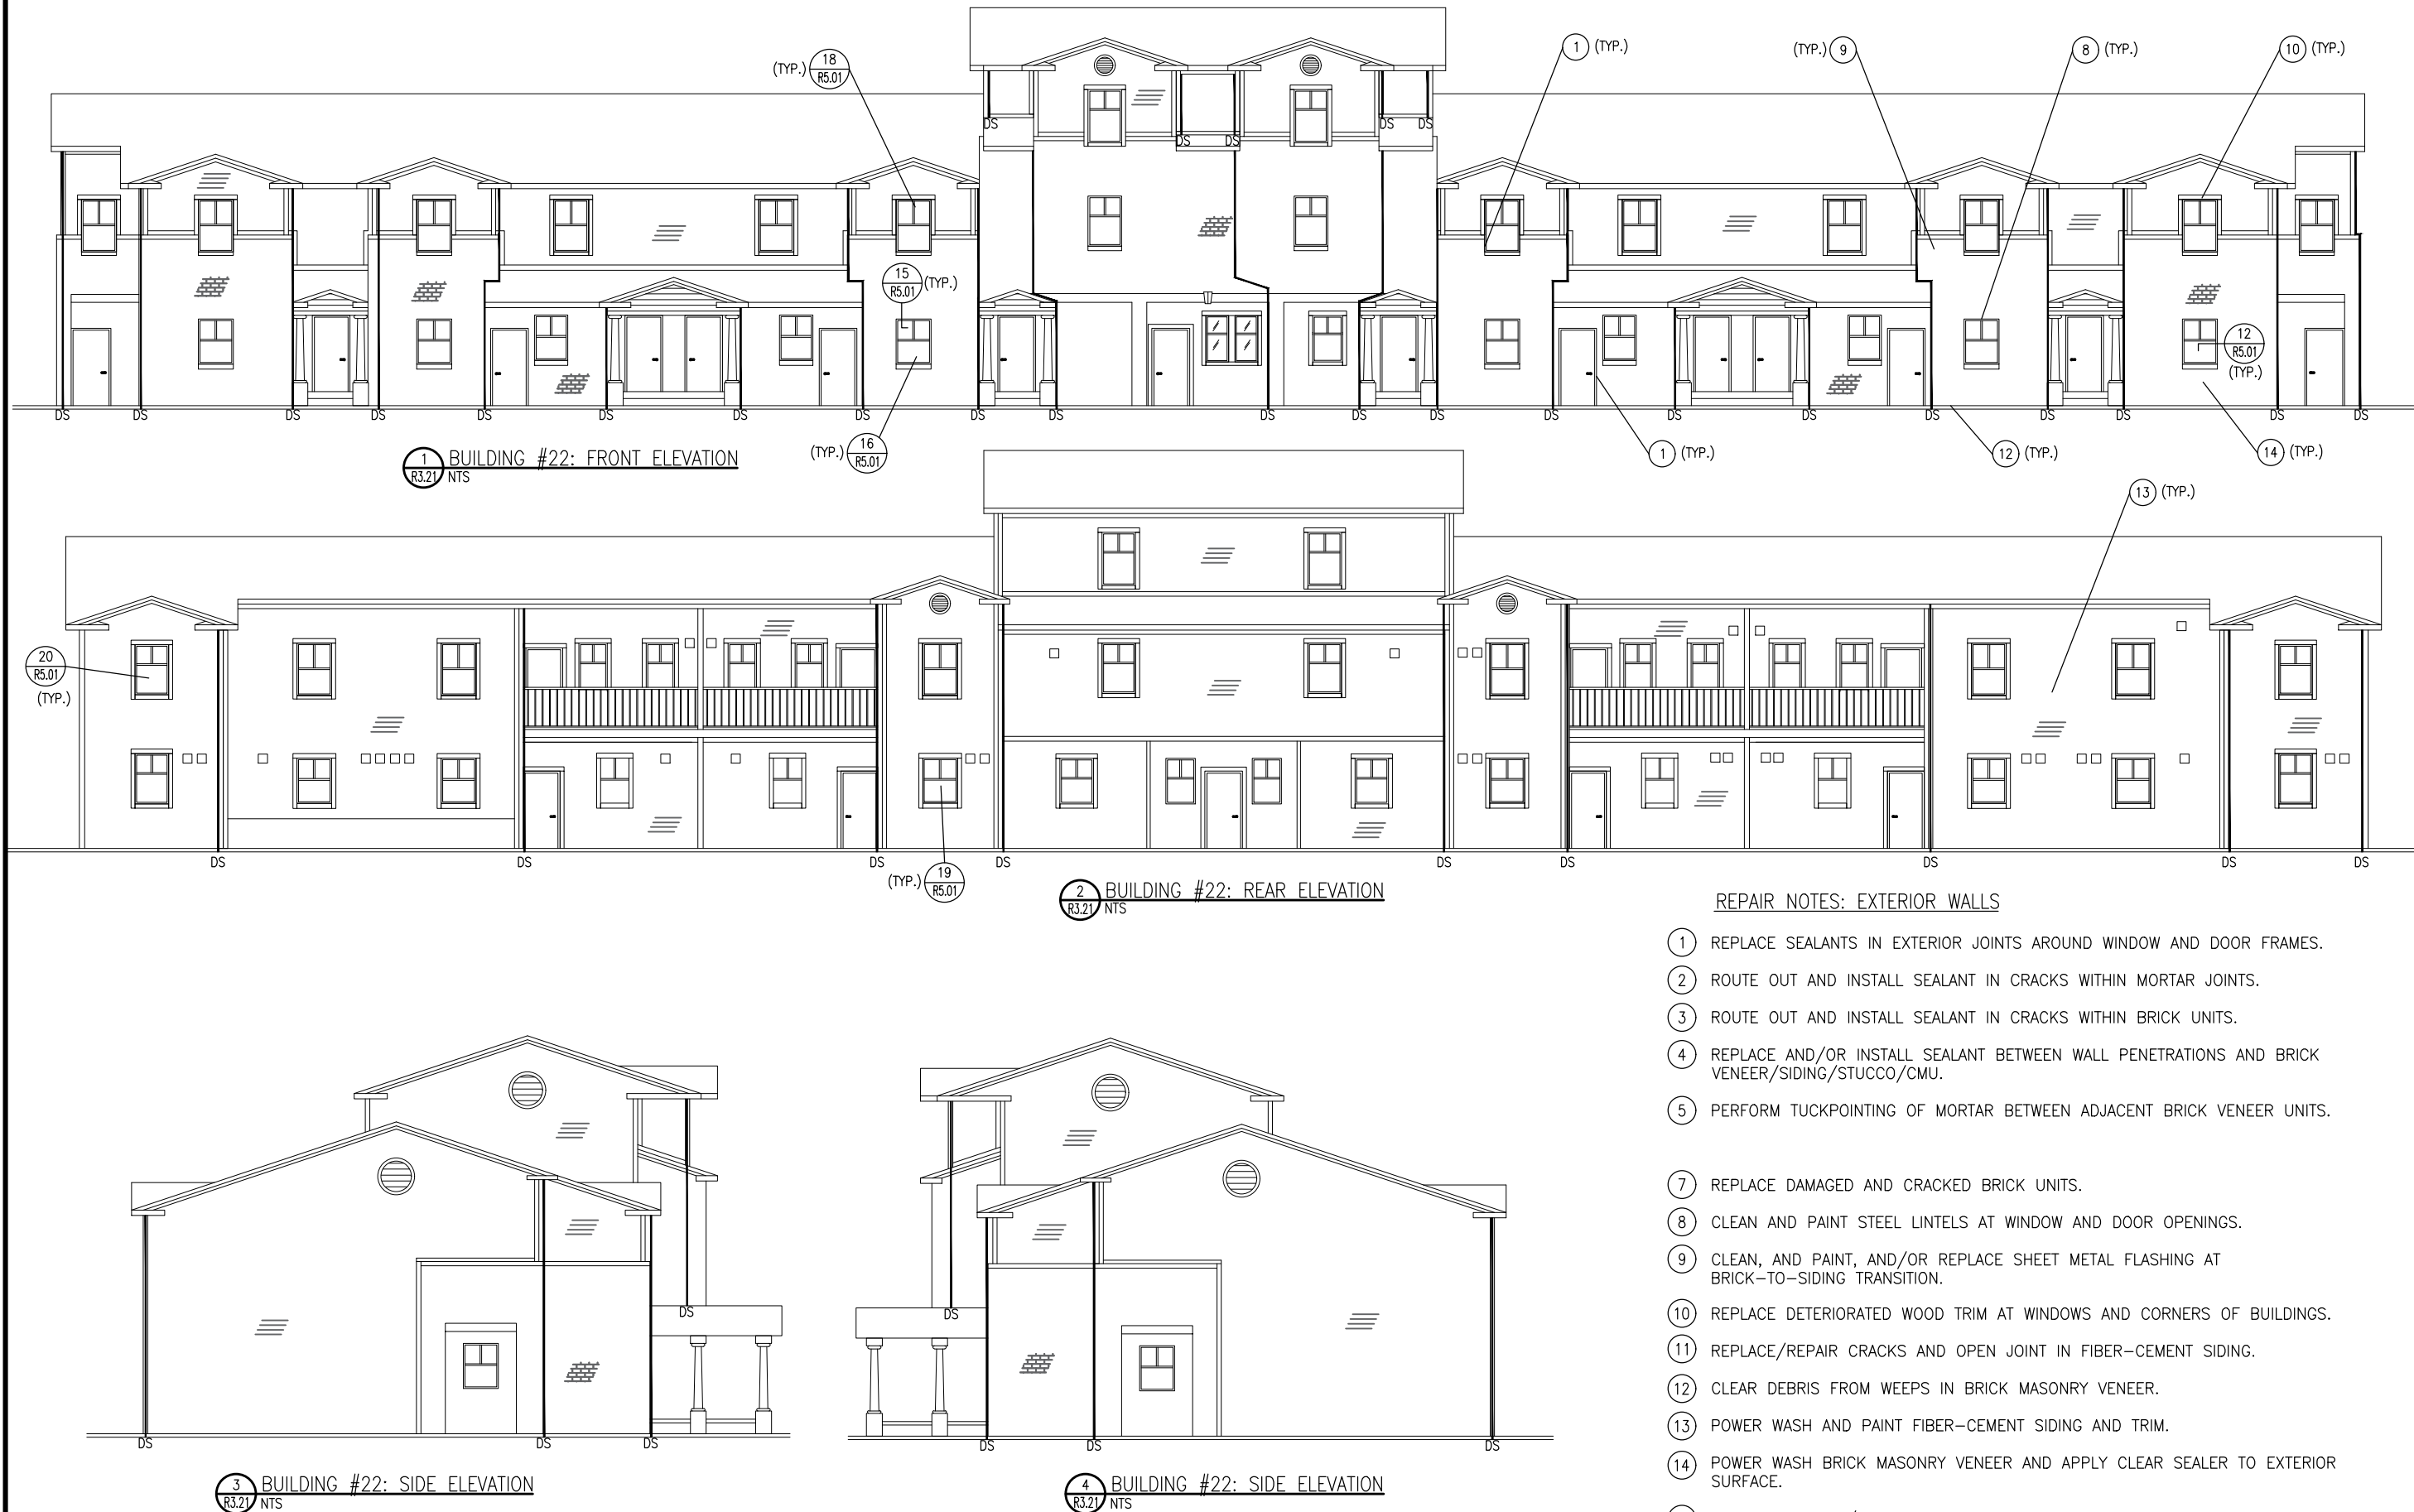 (TYP.) 18
R5.01
1 (TYP.)
(TYP.) 9
8 (TYP.)
10 (TYP.)
DS DS DS
DS DS
15
R5.01 (TYP.)
12
R5.01
(TYP.)
DS DS DS DS DS DS DS DS DS DS DS DS DS DS DS DS DS DS DS DS DS
(TYP.) 16
R5.01
1 (TYP.)
12 (TYP.)
14 (TYP.)
1 BUILDING #22: FRONT ELEVATION
R3.21 NTS
13 (TYP.)
20
R5.01
(TYP.)
DS DS DS DS DS DS DS DS DS
(TYP.) 19
R5.01
2 BUILDING #22: REAR ELEVATION
R3.21 NTS
DS
DS DS DS
3 BUILDING #22: SIDE ELEVATION
R3.21 NTS
DS
DS DS DS
4 BUILDING #22: SIDE ELEVATION
R3.21 NTS
REPAIR NOTES: EXTERIOR WALLS
1 REPLACE SEALANTS IN EXTERIOR JOINTS AROUND WINDOW AND DOOR FRAMES.
2 ROUTE OUT AND INSTALL SEALANT IN CRACKS WITHIN MORTAR JOINTS.
3 ROUTE OUT AND INSTALL SEALANT IN CRACKS WITHIN BRICK UNITS.
4 REPLACE AND/OR INSTALL SEALANT BETWEEN WALL PENETRATIONS AND BRICK
VENEER/SIDING/STUCCO/CMU.
5 PERFORM TUCKPOINTING OF MORTAR BETWEEN ADJACENT BRICK VENEER UNITS.
7 REPLACE DAMAGED AND CRACKED BRICK UNITS.
8 CLEAN AND PAINT STEEL LINTELS AT WINDOW AND DOOR OPENINGS.
9 CLEAN, AND PAINT, AND/OR REPLACE SHEET METAL FLASHING AT
BRICK-TO-SIDING TRANSITION.
10 REPLACE DETERIORATED WOOD TRIM AT WINDOWS AND CORNERS OF BUILDINGS.
11 REPLACE/REPAIR CRACKS AND OPEN JOINT IN FIBER-CEMENT SIDING.
12 CLEAR DEBRIS FROM WEEPS IN BRICK MASONRY VENEER.
13 POWER WASH AND PAINT FIBER-CEMENT SIDING AND TRIM.
14 POWER WASH BRICK MASONRY VENEER AND APPLY CLEAR SEALER TO EXTERIOR
SURFACE.